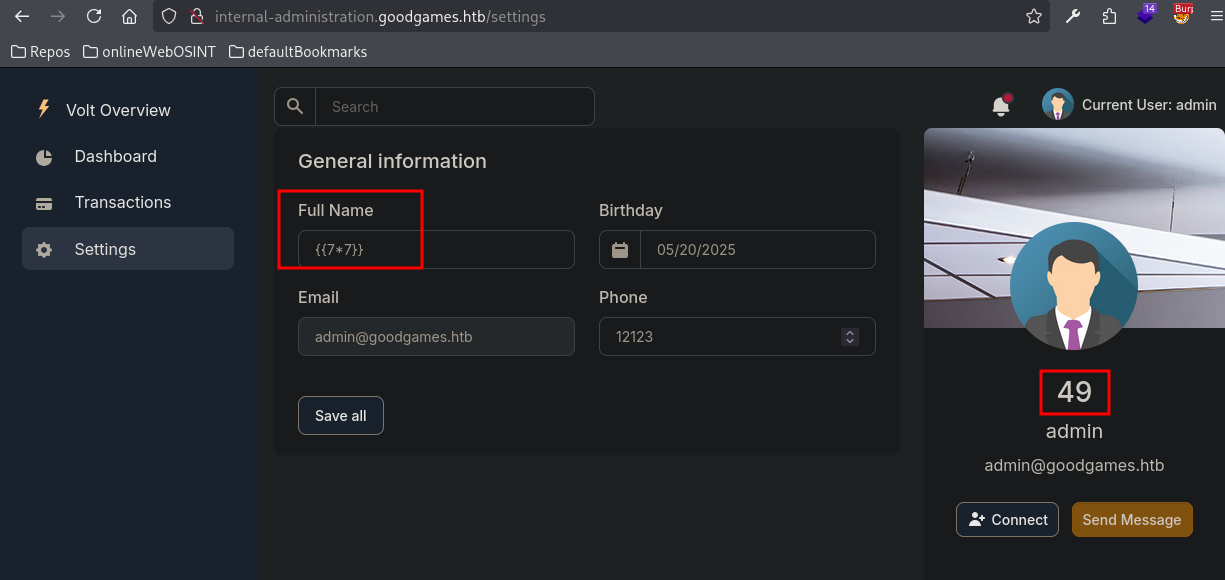 internal-administration.goodgames.htb/settings
14
Burp
Repos onlineWebOSINT defaultBookmarks
Volt Overview
Dashboard
Transactions
Settings
Search
Current User: admin
General information
Full Name
{{7*7}}
Birthday
05/20/2025
Email
admin@goodgames.htb
Phone
12123
Save all
49
admin
admin@goodgames.htb
Connect
Send Message